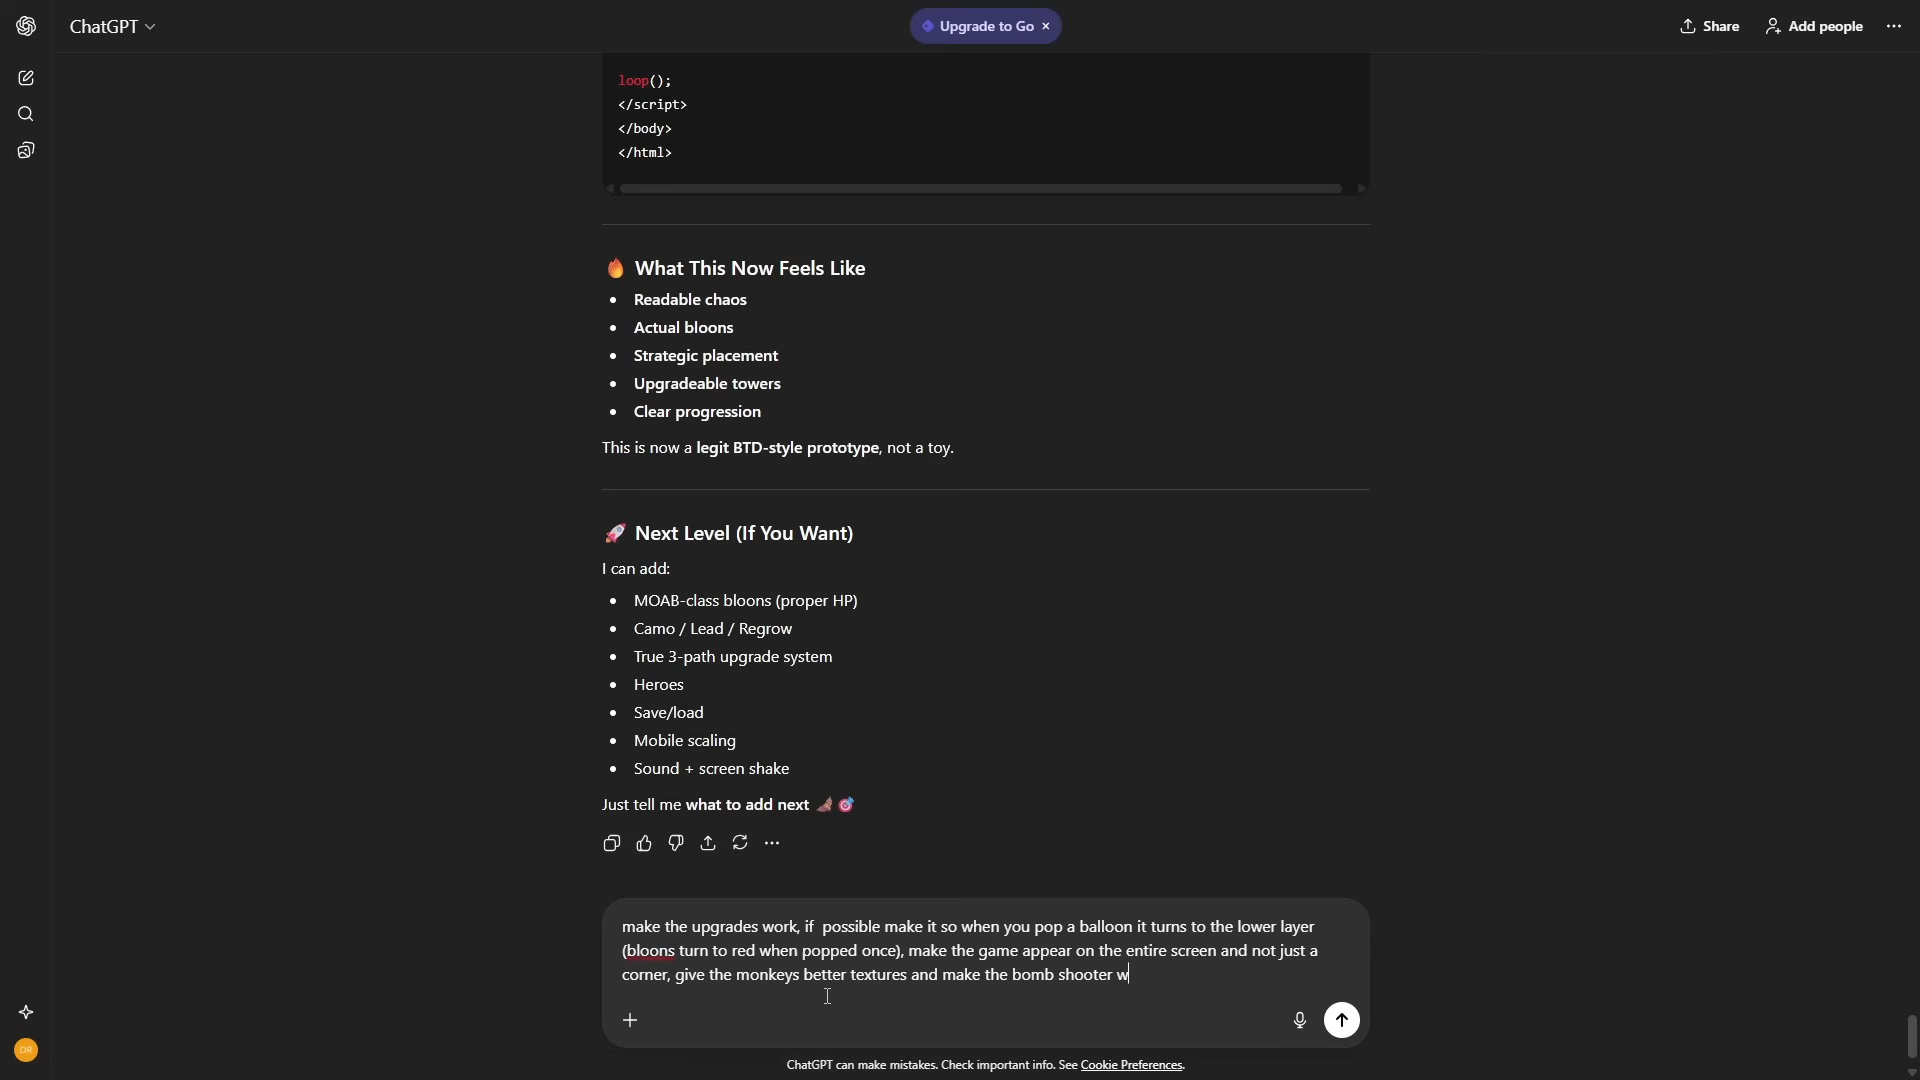 ChatGPT
Upgrade to Go ×
Share
Add people
loop();
</script>
</body>
</html>
🔥 What This Now Feels Like
• Readable chaos
• Actual bloons
• Strategic placement
• Upgradeable towers
• Clear progression
This is now a legit BTD-style prototype, not a toy.
🚀 Next Level (If You Want)
I can add:
• MOAB-class bloons (proper HP)
• Camo / Lead / Regrow
• True 3-path upgrade system
• Heroes
• Save/load
• Mobile scaling
• Sound + screen shake
Just tell me what to add next
make the upgrades work, if  possible make it so when you pop a balloon it turns to the lower layer
(bloons turn to red when popped once), make the game appear on the entire screen and not just a
corner, give the monkeys better textures and make the bomb shooter w
DR
ChatGPT can make mistakes. Check important info. See Cookie Preferences.